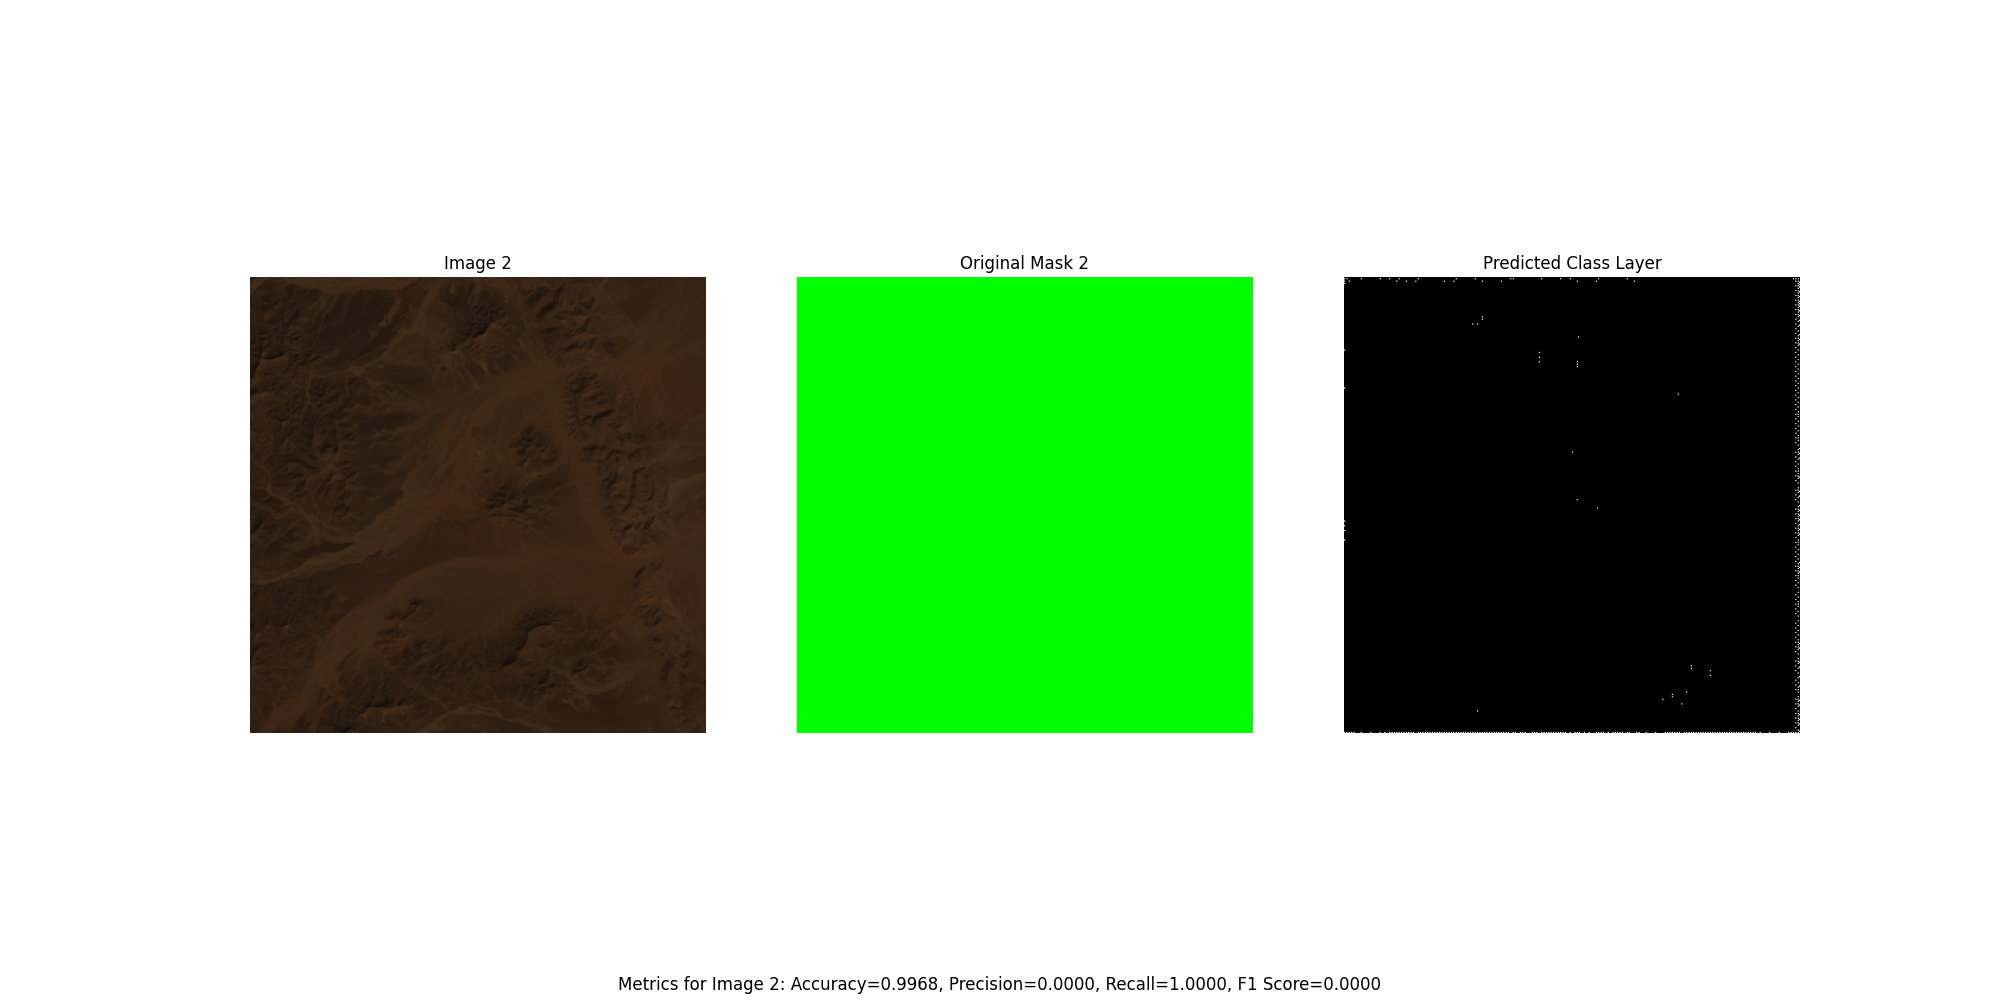 Image 2
Original Mask 2
Predicted Class Layer
Metrics for Image 2: Accuracy=0.9968, Precision=0.0000, Recall=1.0000, F1 Score=0.0000